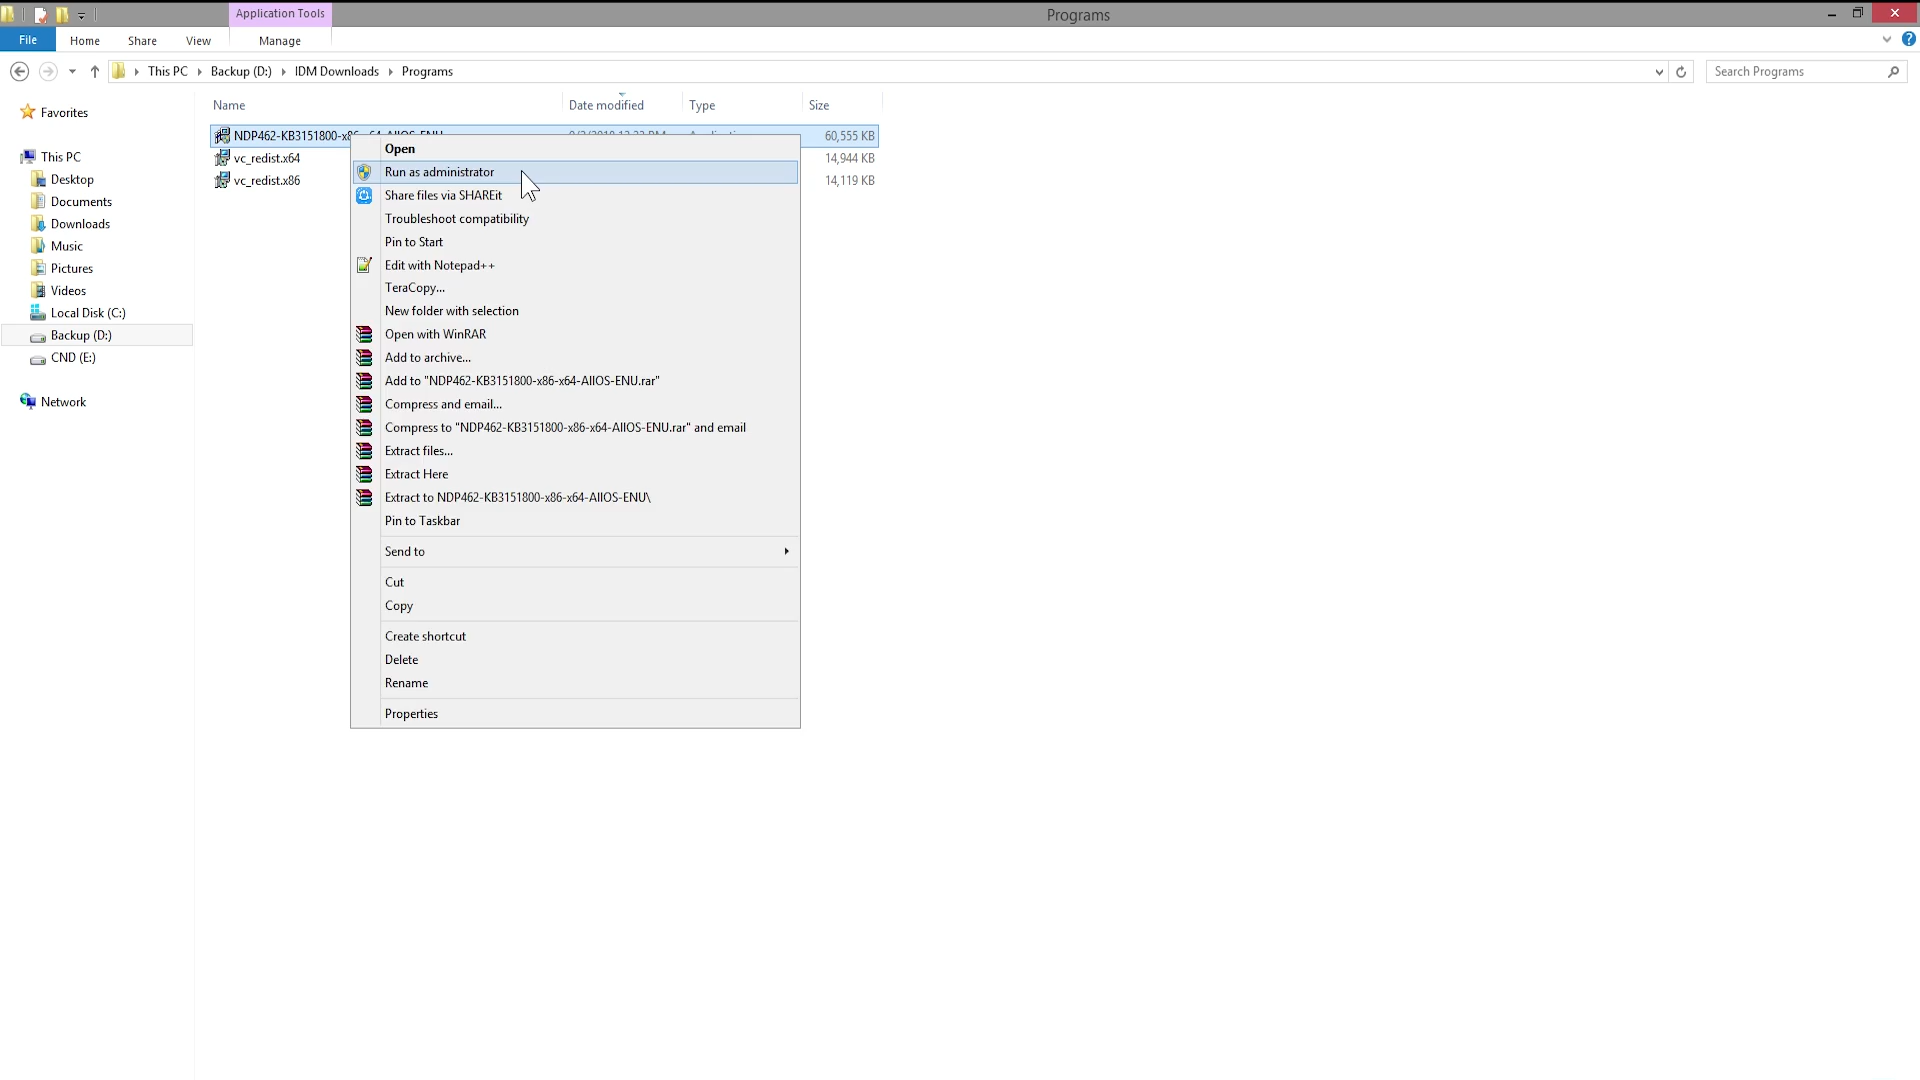 Application Tools
Programs
File
Home
Share
View
Manage
This PC
Backup (D:)
IDM Downloads
Programs
Search Programs
Name
Date modified
Type
Size
Favorites
This PC
Desktop
Documents
Downloads
Music
Pictures
Videos
Local Disk (C:)
Backup (D:)
CND (E:)
Network
NDP462-KB3151800-x86-x64-AllOS-ENU
60,555 KB
vc_redist.x64
14,944 KB
vc_redist.x86
14,119 KB
Open
Run as administrator
Share files via SHAREit
Troubleshoot compatibility
Pin to Start
Edit with Notepad++
TeraCopy...
New folder with selection
Open with WinRAR
Add to archive...
Add to "NDP462-KB3151800-x86-x64-AllOS-ENU.rar"
Compress and email...
Compress to "NDP462-KB3151800-x86-x64-AllOS-ENU.rar" and email
Extract files...
Extract Here
Extract to NDP462-KB3151800-x86-x64-AllOS-ENU\
Pin to Taskbar
Send to
Cut
Copy
Create shortcut
Delete
Rename
Properties